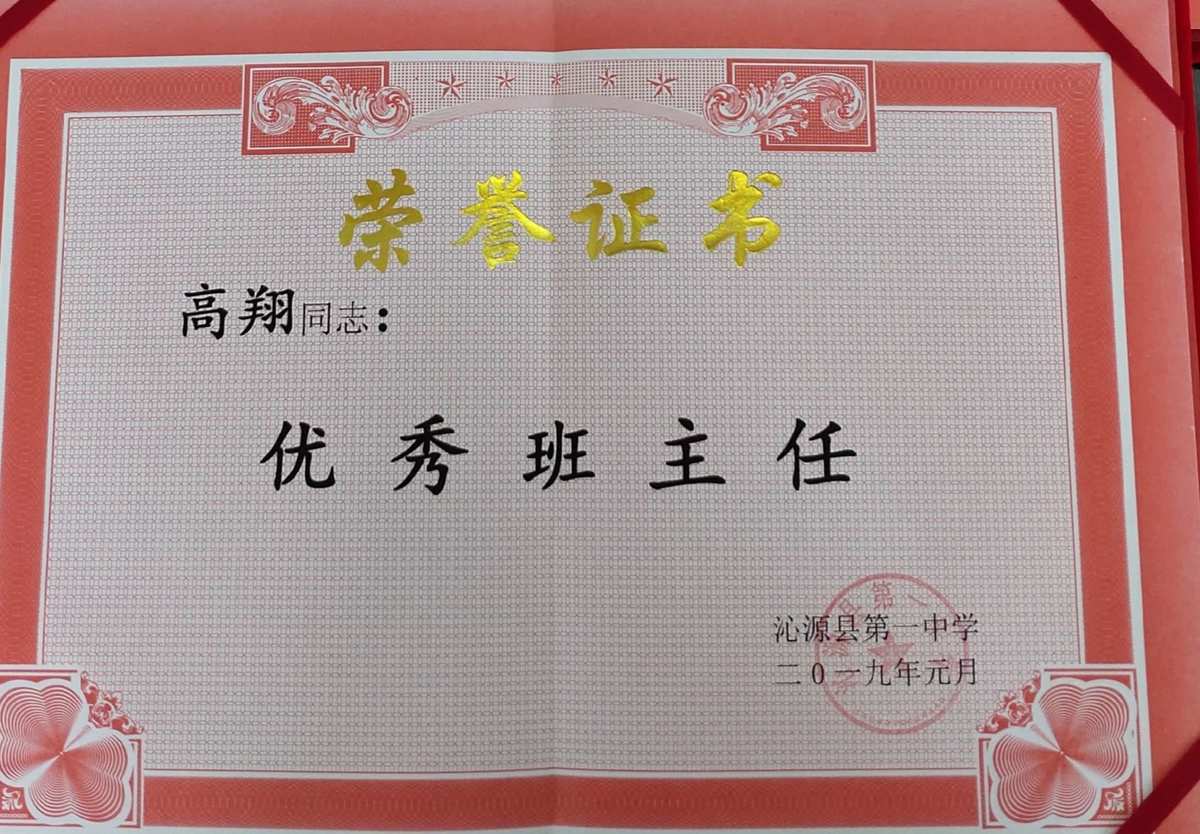 荣誉证书
高翔同志：
优秀班主任
沁源县第一中学
二0一九年元月